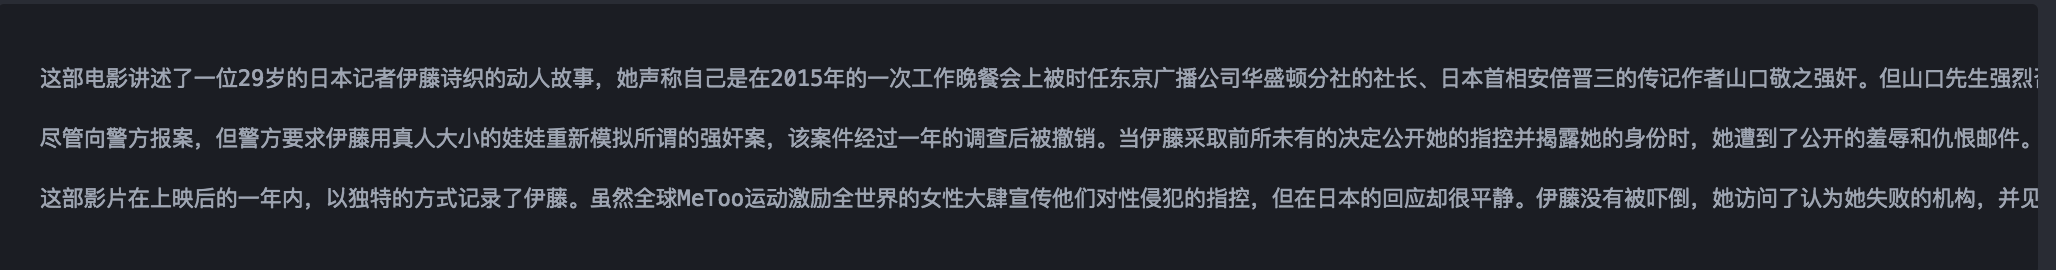 这部电影讲述了一位29岁的日本记者伊藤诗织的动人故事，她声称自己是在2015年的一次工作晚餐会上被时任东京广播公司华盛顿分社的社长、日本首相安倍晋三的传记作者山口敬之强奸。但山口先生强烈
尽管向警方报案，但警方要求伊藤用真人大小的娃娃重新模拟所谓的强奸案，该案件经过一年的调查后被撤销。当伊藤采取前所未有的决定公开她的指控并揭露她的身份时，她遭到了公开的羞辱和仇恨邮件。
这部影片在上映后的一年内，以独特的方式记录了伊藤。虽然全球MeToo运动激励全世界的女性大肆宣传他们对性侵犯的指控，但在日本的回应却很平静。伊藤没有被吓倒，她访问了认为她失败的机构，并见